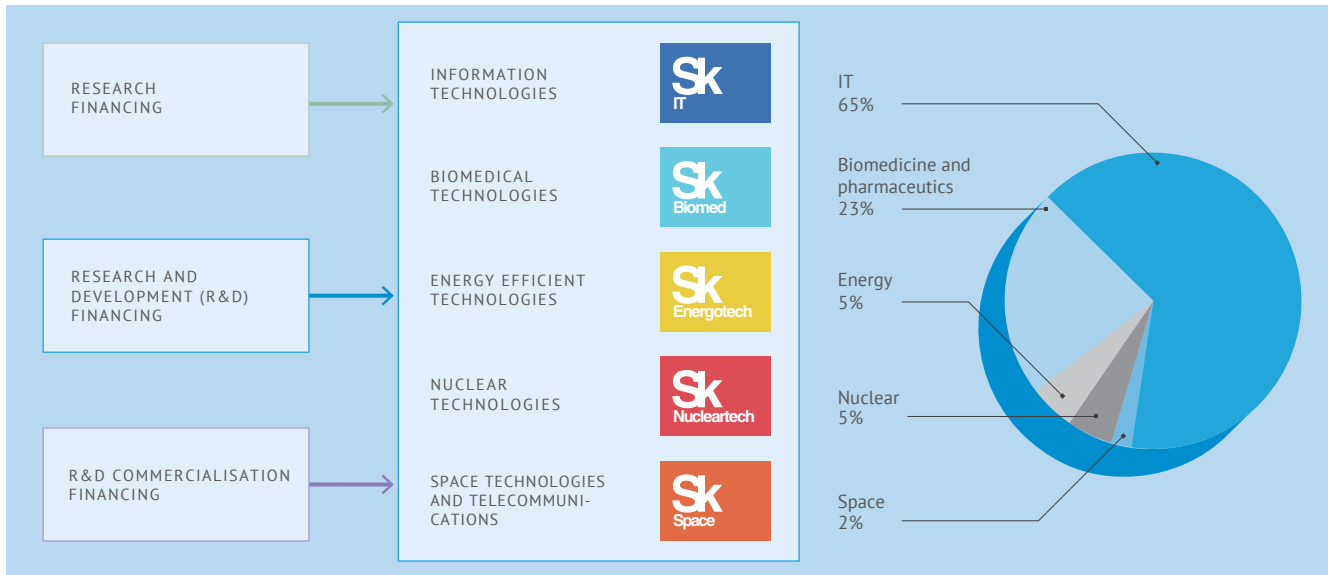 RESEARCH
FINANCING
RESEARCH AND
DEVELOPMENT (R&D)
FINANCING
R&D COMMERCIALISATION
FINANCING
INFORMATION
TECHNOLOGIES
Sk
IT
BIOMEDICAL
TECHNOLOGIES
Sk
Biomed
ENERGY EFFICIENT
TECHNOLOGIES
Sk
Energotech
NUCLEAR
TECHNOLOGIES
Sk
Nucleartech
SPACE TECHNOLOGIES
AND TELECOMMUNI-
CATIONS
Sk
Space
IT
65%
Biomedicine and
pharmaceutics
23%
Energy
5%
Nuclear
5%
Space
2%